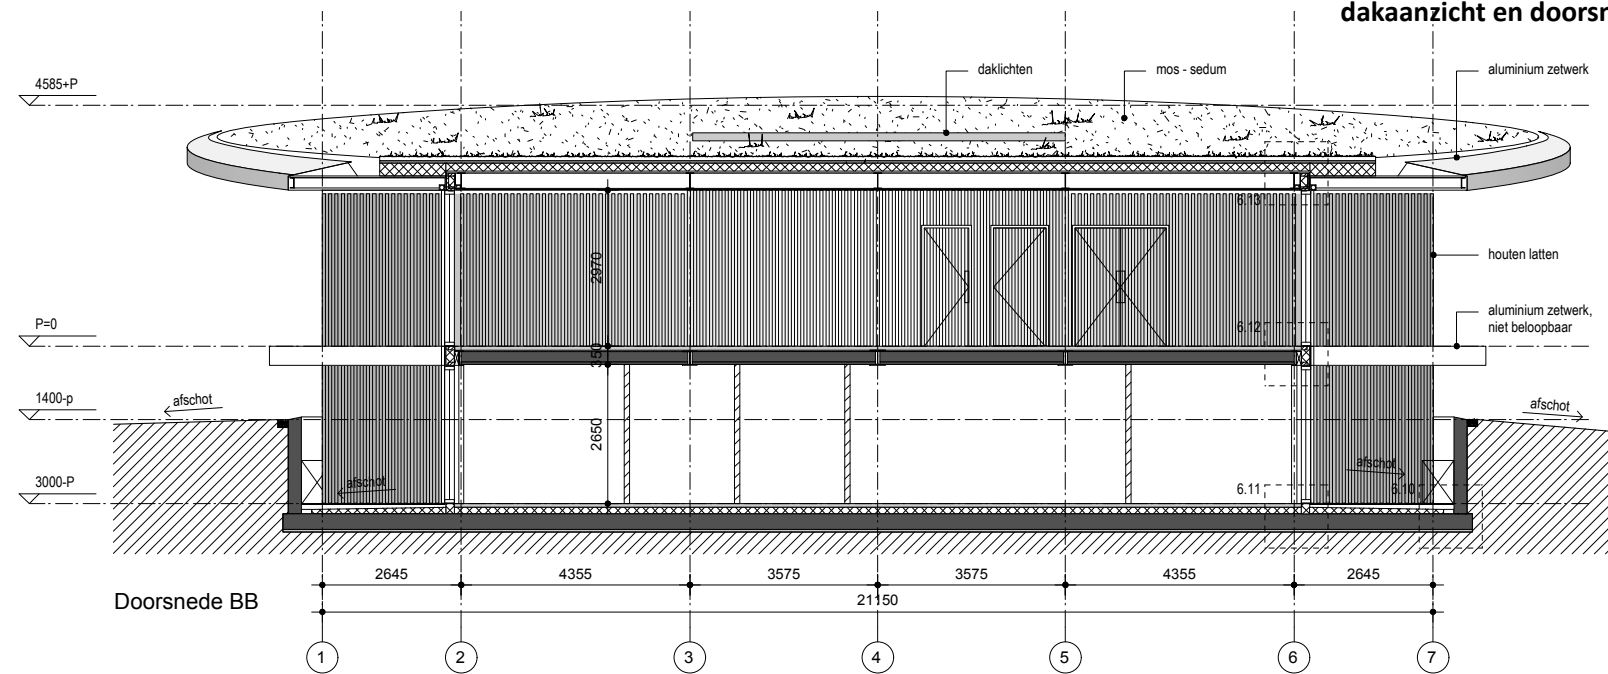 dakaanzicht en doorsn
4585+P
daklichten
mos - sedum
aluminium zetwerk
6.13
houten latten
2970
P=0
6.12
aluminium zetwerk,
niet beloopbaar
350
1400-p
afschot
afschot
2650
afschot
afschot
3000-P
6.11
6.10
2645
4355
3575
3575
4355
2645
Doorsnede BB
21150
1
2
3
4
5
6
7